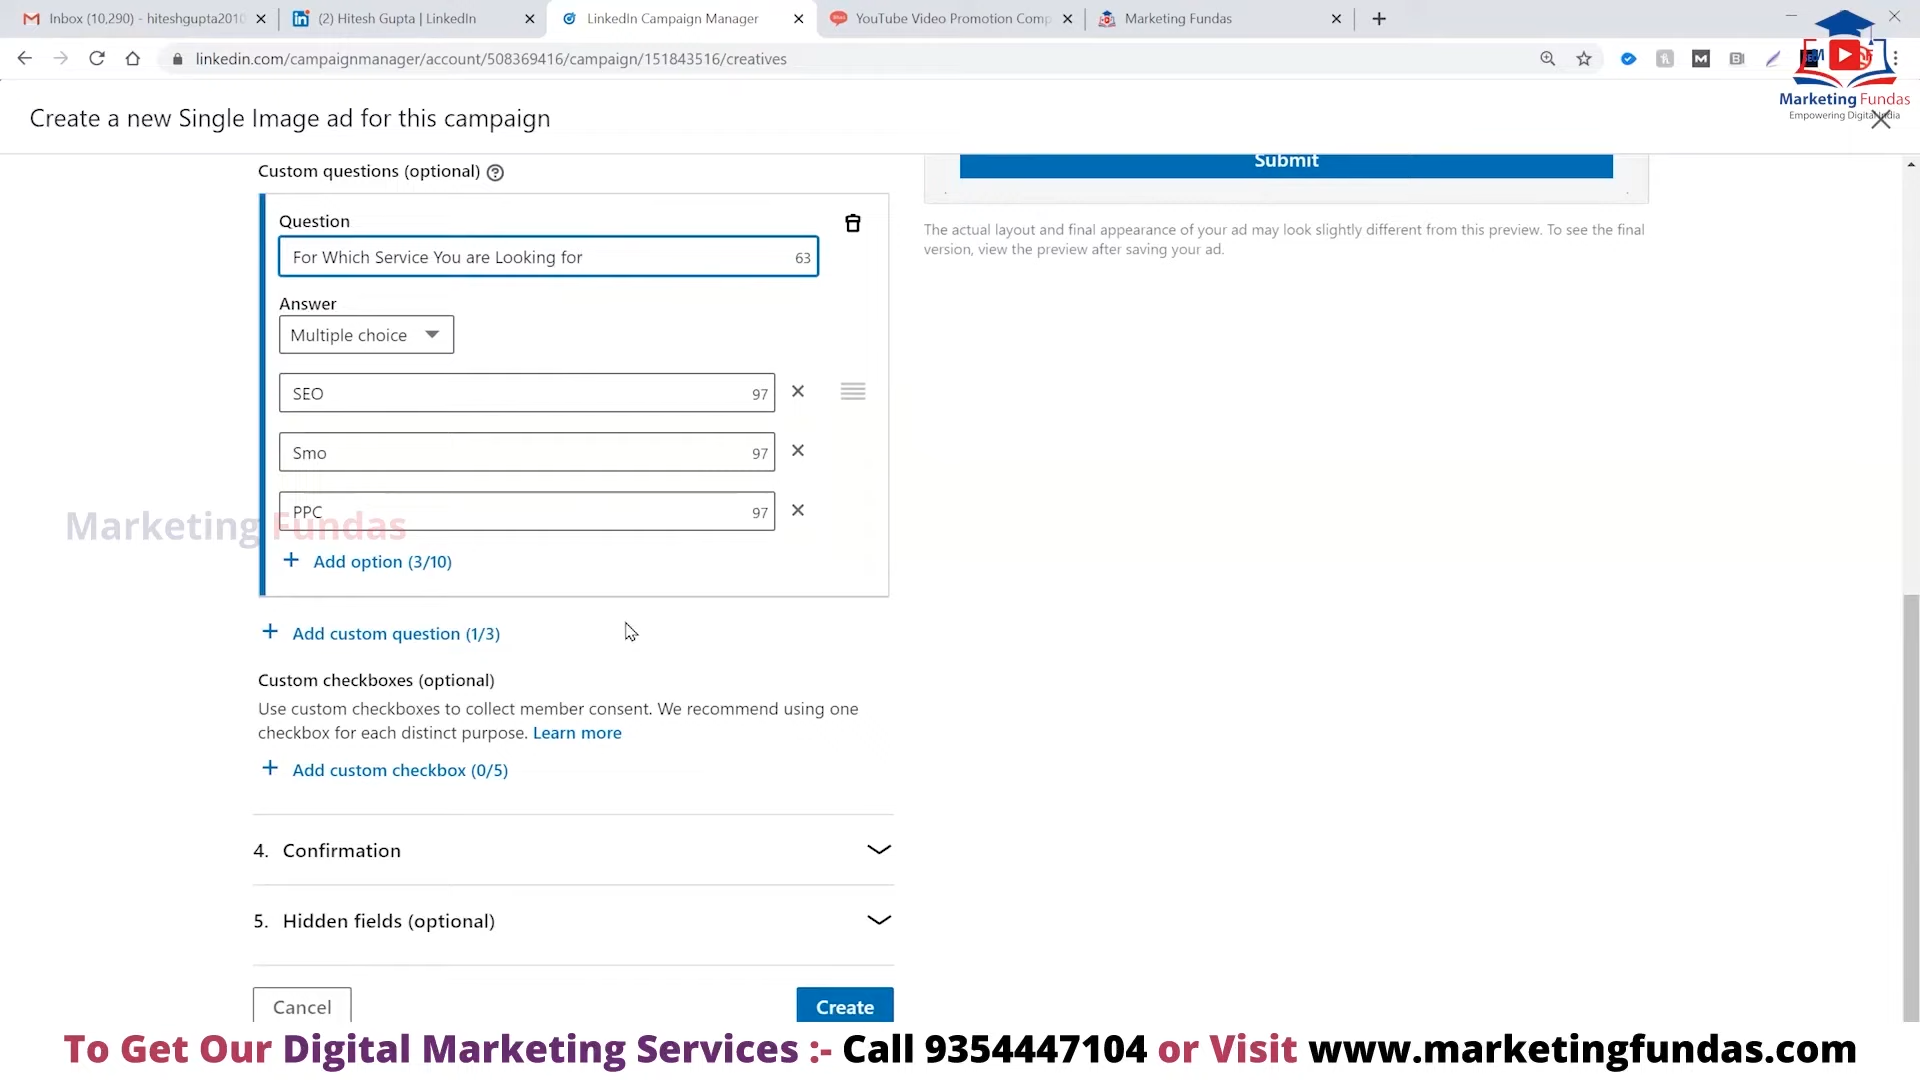 Inbox (10,290) - hiteshgupta2010
(2) Hitesh Gupta | LinkedIn
LinkedIn Campaign Manager
YouTube Video Promotion Comp
Marketing Fundas
linkedin.com/campaignmanager/account/508369416/campaign/151843516/creatives
Marketing Fundas
Empowering Digital India
Create a new Single Image ad for this campaign
Custom questions (optional)
Submit
Question
For Which Service You are Looking for 63
The actual layout and final appearance of your ad may look slightly different from this preview. To see the final
version, view the preview after saving your ad.
Answer
Multiple choice
SEO 97
Smo 97
PPC 97
Marketing Fundas
+ Add option (3/10)
+ Add custom question (1/3)
Custom checkboxes (optional)
Use custom checkboxes to collect member consent. We recommend using one
checkbox for each distinct purpose. Learn more
+ Add custom checkbox (0/5)
4. Confirmation
5. Hidden fields (optional)
Cancel
Create
To Get Our Digital Marketing Services :- Call 9354447104 or Visit www.marketingfundas.com